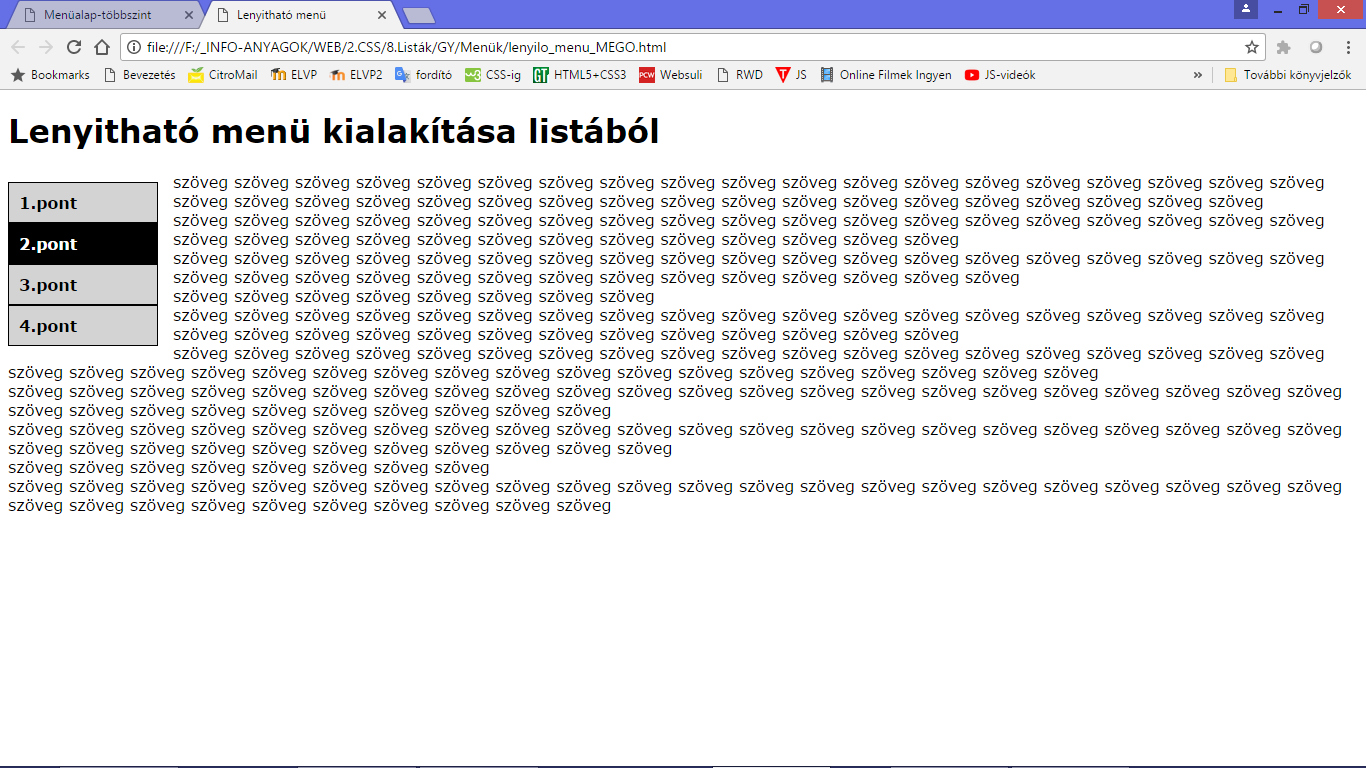 Menüalap-többszint
Lenyitható menü
file:///F:/_INFO-ANYAGOK/WEB/2.CSS/8.Listák/GY/Menük/lenyilo_menu_MEGO.html
Bookmarks Bevezetés CitroMail ELVP ELVP2 fordító CSS-ig HTML5+CSS3 Websuli RWD JS Online Filmek Ingyen JS-videók » További könyvjelzők
Lenyitható menü kialakítása listából
1.pont
2.pont
3.pont
4.pont
szöveg szöveg szöveg szöveg szöveg szöveg szöveg szöveg szöveg szöveg szöveg szöveg szöveg szöveg szöveg szöveg szöveg szöveg szöveg
szöveg szöveg szöveg szöveg szöveg szöveg szöveg szöveg szöveg szöveg szöveg szöveg szöveg szöveg szöveg szöveg szöveg szöveg
szöveg szöveg szöveg szöveg szöveg szöveg szöveg szöveg szöveg szöveg szöveg szöveg szöveg szöveg szöveg szöveg szöveg szöveg szöveg
szöveg szöveg szöveg szöveg szöveg szöveg szöveg szöveg szöveg szöveg szöveg szöveg szöveg
szöveg szöveg szöveg szöveg szöveg szöveg szöveg szöveg szöveg szöveg szöveg szöveg szöveg szöveg szöveg szöveg szöveg szöveg szöveg
szöveg szöveg szöveg szöveg szöveg szöveg szöveg szöveg szöveg szöveg szöveg szöveg szöveg szöveg
szöveg szöveg szöveg szöveg szöveg szöveg szöveg szöveg
szöveg szöveg szöveg szöveg szöveg szöveg szöveg szöveg szöveg szöveg szöveg szöveg szöveg szöveg szöveg szöveg szöveg szöveg szöveg
szöveg szöveg szöveg szöveg szöveg szöveg szöveg szöveg szöveg szöveg szöveg szöveg szöveg
szöveg szöveg szöveg szöveg szöveg szöveg szöveg szöveg szöveg szöveg szöveg szöveg szöveg szöveg szöveg szöveg szöveg szöveg szöveg
szöveg szöveg szöveg szöveg szöveg szöveg szöveg szöveg szöveg szöveg szöveg szöveg szöveg szöveg szöveg szöveg szöveg szöveg
szöveg szöveg szöveg szöveg szöveg szöveg szöveg szöveg szöveg szöveg szöveg szöveg szöveg szöveg szöveg szöveg szöveg szöveg szöveg szöveg szöveg szöveg
szöveg szöveg szöveg szöveg szöveg szöveg szöveg szöveg szöveg szöveg
szöveg szöveg szöveg szöveg szöveg szöveg szöveg szöveg szöveg szöveg szöveg szöveg szöveg szöveg szöveg szöveg szöveg szöveg szöveg szöveg szöveg szöveg
szöveg szöveg szöveg szöveg szöveg szöveg szöveg szöveg szöveg szöveg szöveg
szöveg szöveg szöveg szöveg szöveg szöveg szöveg szöveg
szöveg szöveg szöveg szöveg szöveg szöveg szöveg szöveg szöveg szöveg szöveg szöveg szöveg szöveg szöveg szöveg szöveg szöveg szöveg szöveg szöveg szöveg
szöveg szöveg szöveg szöveg szöveg szöveg szöveg szöveg szöveg szöveg